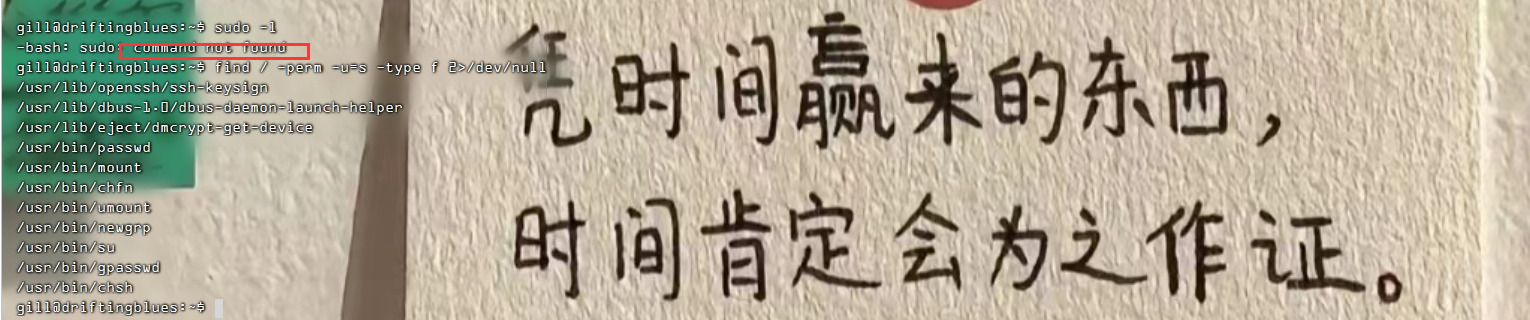 gill@driftingblues:~$ sudo -l
-bash: sudo: command not found
gill@driftingblues:~$ find / -perm -u=s -type f 2>/dev/null
/usr/lib/openssh/ssh-keysign
/usr/lib/dbus-1.0/dbus-daemon-launch-helper
/usr/lib/eject/dmcrypt-get-device
/usr/bin/passwd
/usr/bin/mount
/usr/bin/chfn
/usr/bin/umount
/usr/bin/newgrp
/usr/bin/su
/usr/bin/gpasswd
/usr/bin/chsh
gill@driftingblues:~$
凭时间赢来的东西，
时间肯定会为之作证。